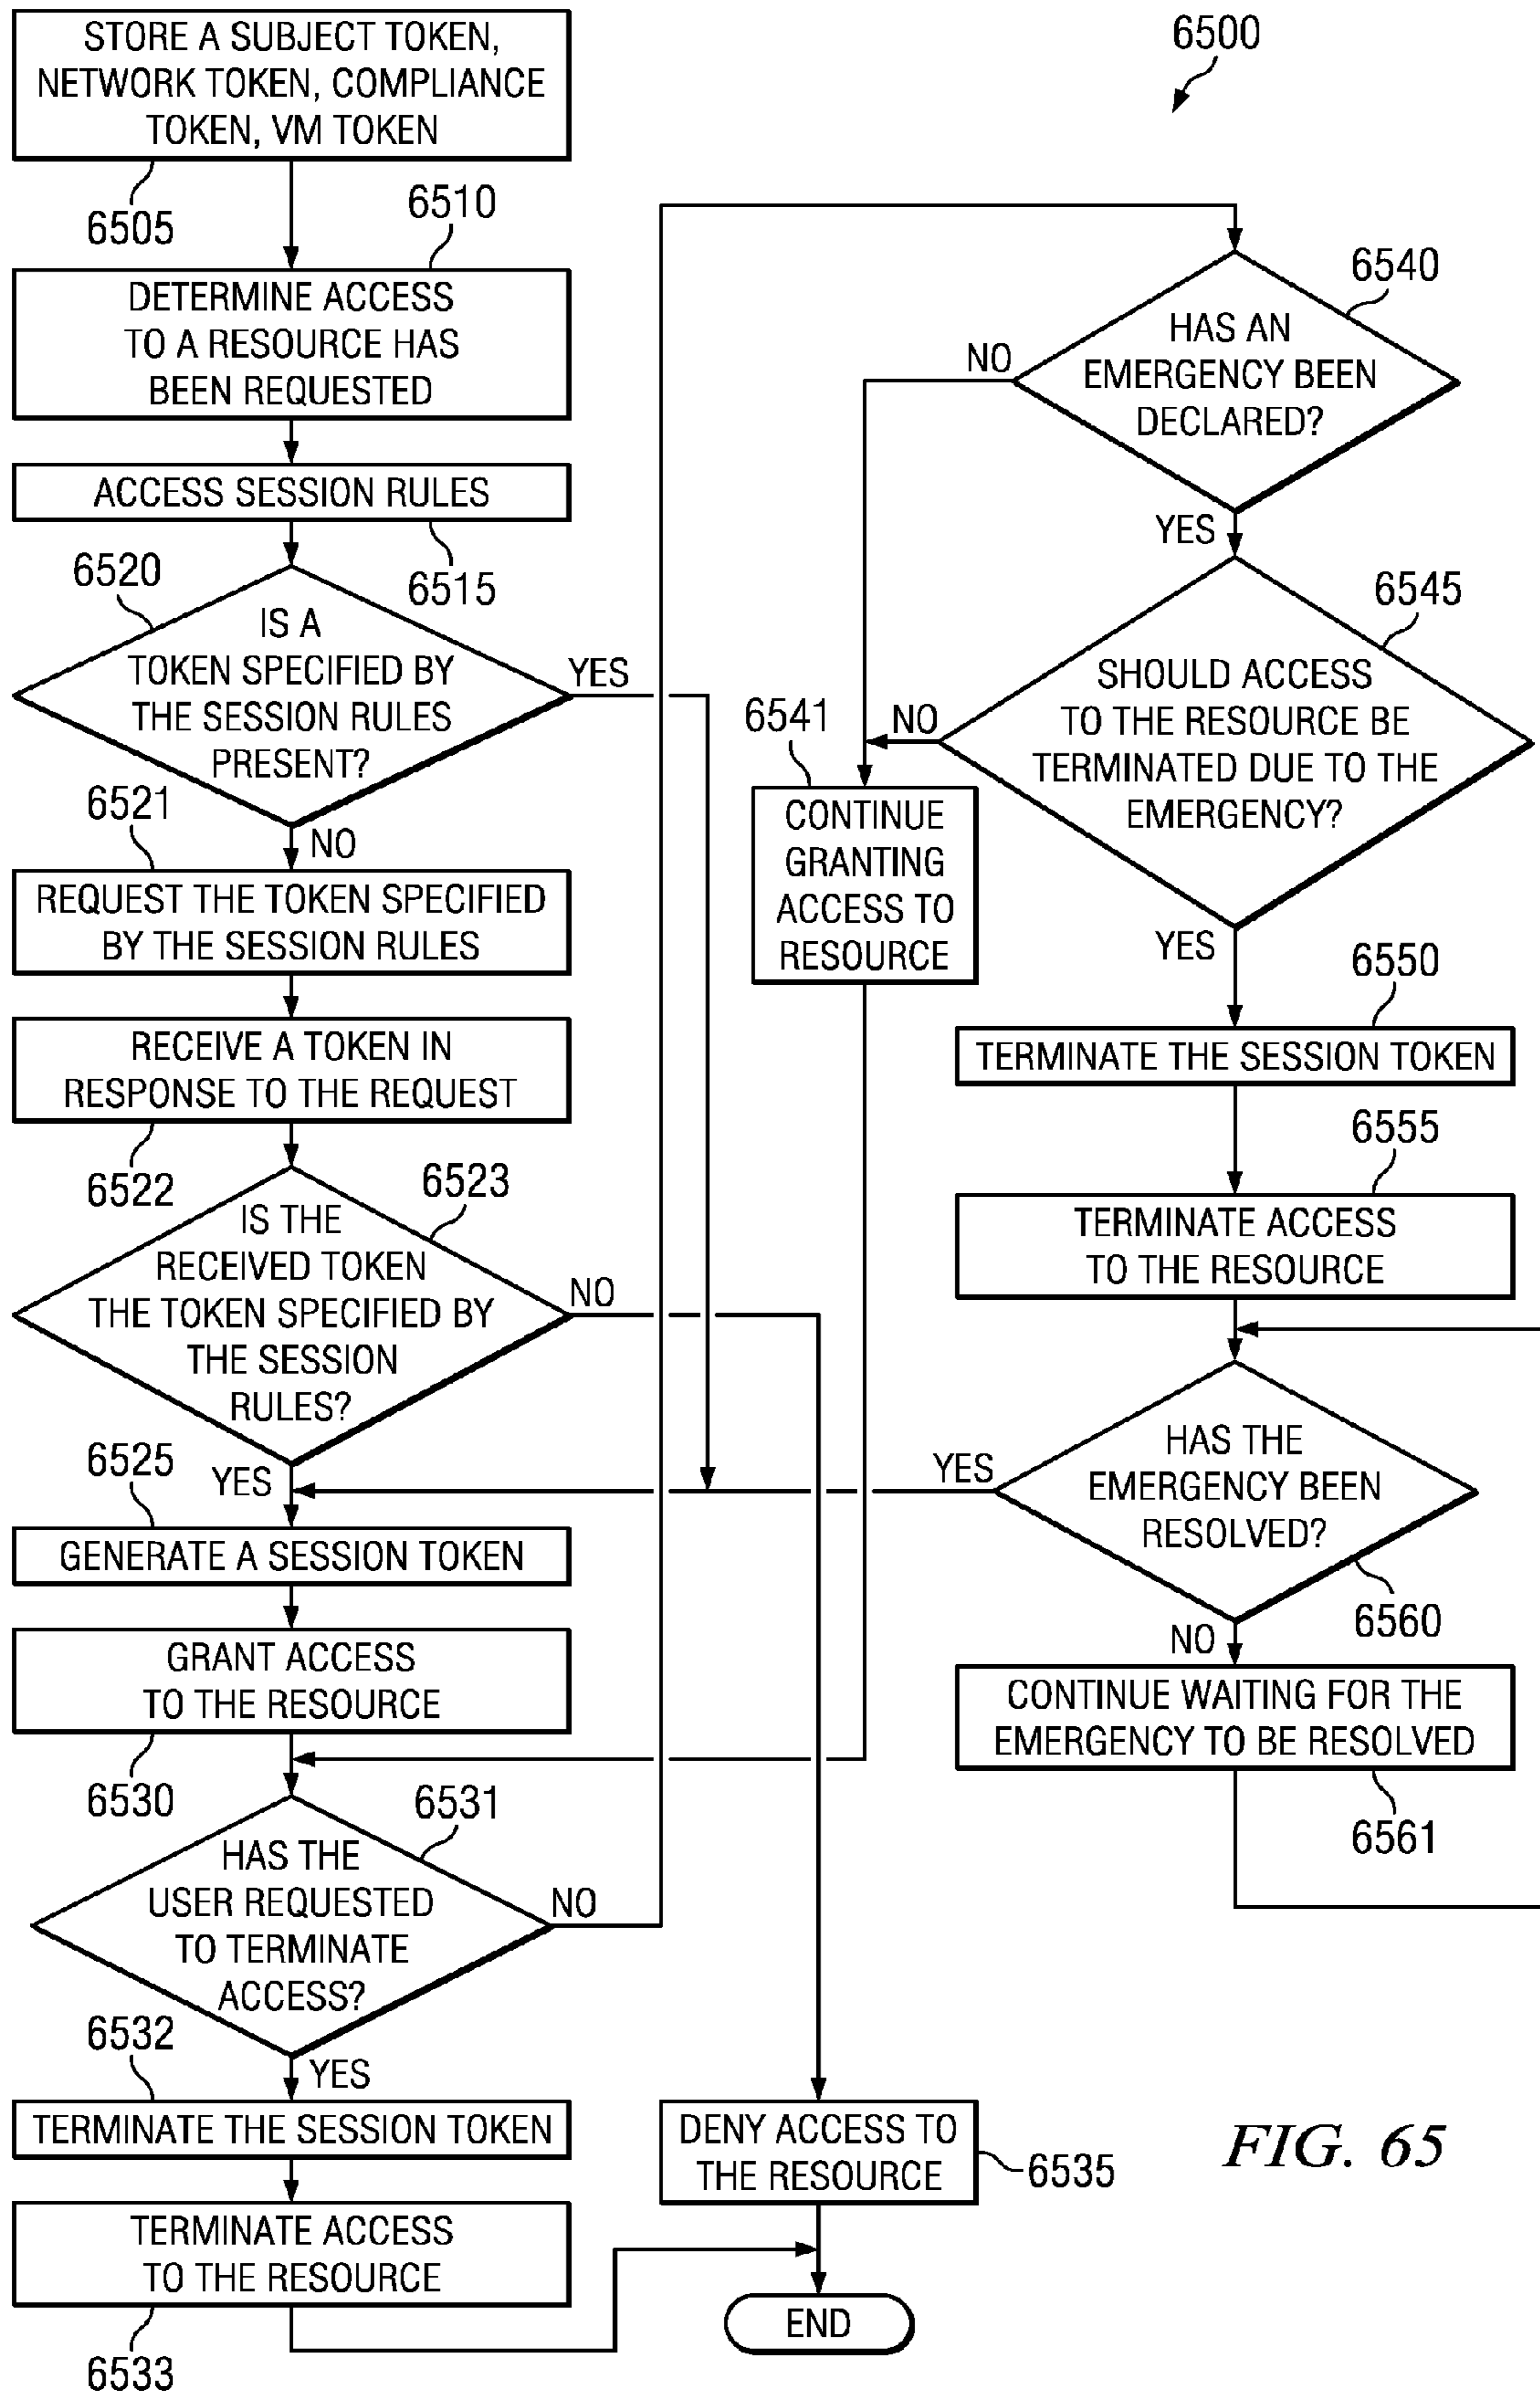 STORE A SUBJECT TOKEN,
NETWORK TOKEN, COMPLIANCE
TOKEN, VM TOKEN
6505
6510
DETERMINE ACCESS
TO A RESOURCE HAS
BEEN REQUESTED
ACCESS SESSION RULES
6515
6520
IS A
TOKEN SPECIFIED BY
THE SESSION RULES
PRESENT?
YES
NO
6521
REQUEST THE TOKEN SPECIFIED
BY THE SESSION RULES
RECEIVE A TOKEN IN
RESPONSE TO THE REQUEST
6522
6523
IS THE
RECEIVED TOKEN
THE TOKEN SPECIFIED BY
THE SESSION
RULES?
NO
YES
6525
GENERATE A SESSION TOKEN
GRANT ACCESS
TO THE RESOURCE
6530
6531
HAS THE
USER REQUESTED
TO TERMINATE
ACCESS?
NO
YES
6532
TERMINATE THE SESSION TOKEN
TERMINATE ACCESS
TO THE RESOURCE
6533
6500
6540
HAS AN
EMERGENCY BEEN
DECLARED?
NO
YES
6545
SHOULD ACCESS
TO THE RESOURCE BE
TERMINATED DUE TO THE
EMERGENCY?
NO
YES
6541
CONTINUE
GRANTING
ACCESS TO
RESOURCE
6550
TERMINATE THE SESSION TOKEN
6555
TERMINATE ACCESS
TO THE RESOURCE
HAS THE
EMERGENCY BEEN
RESOLVED?
YES
6560
NO
CONTINUE WAITING FOR THE
EMERGENCY TO BE RESOLVED
6561
DENY ACCESS TO
THE RESOURCE
6535
END
FIG. 65